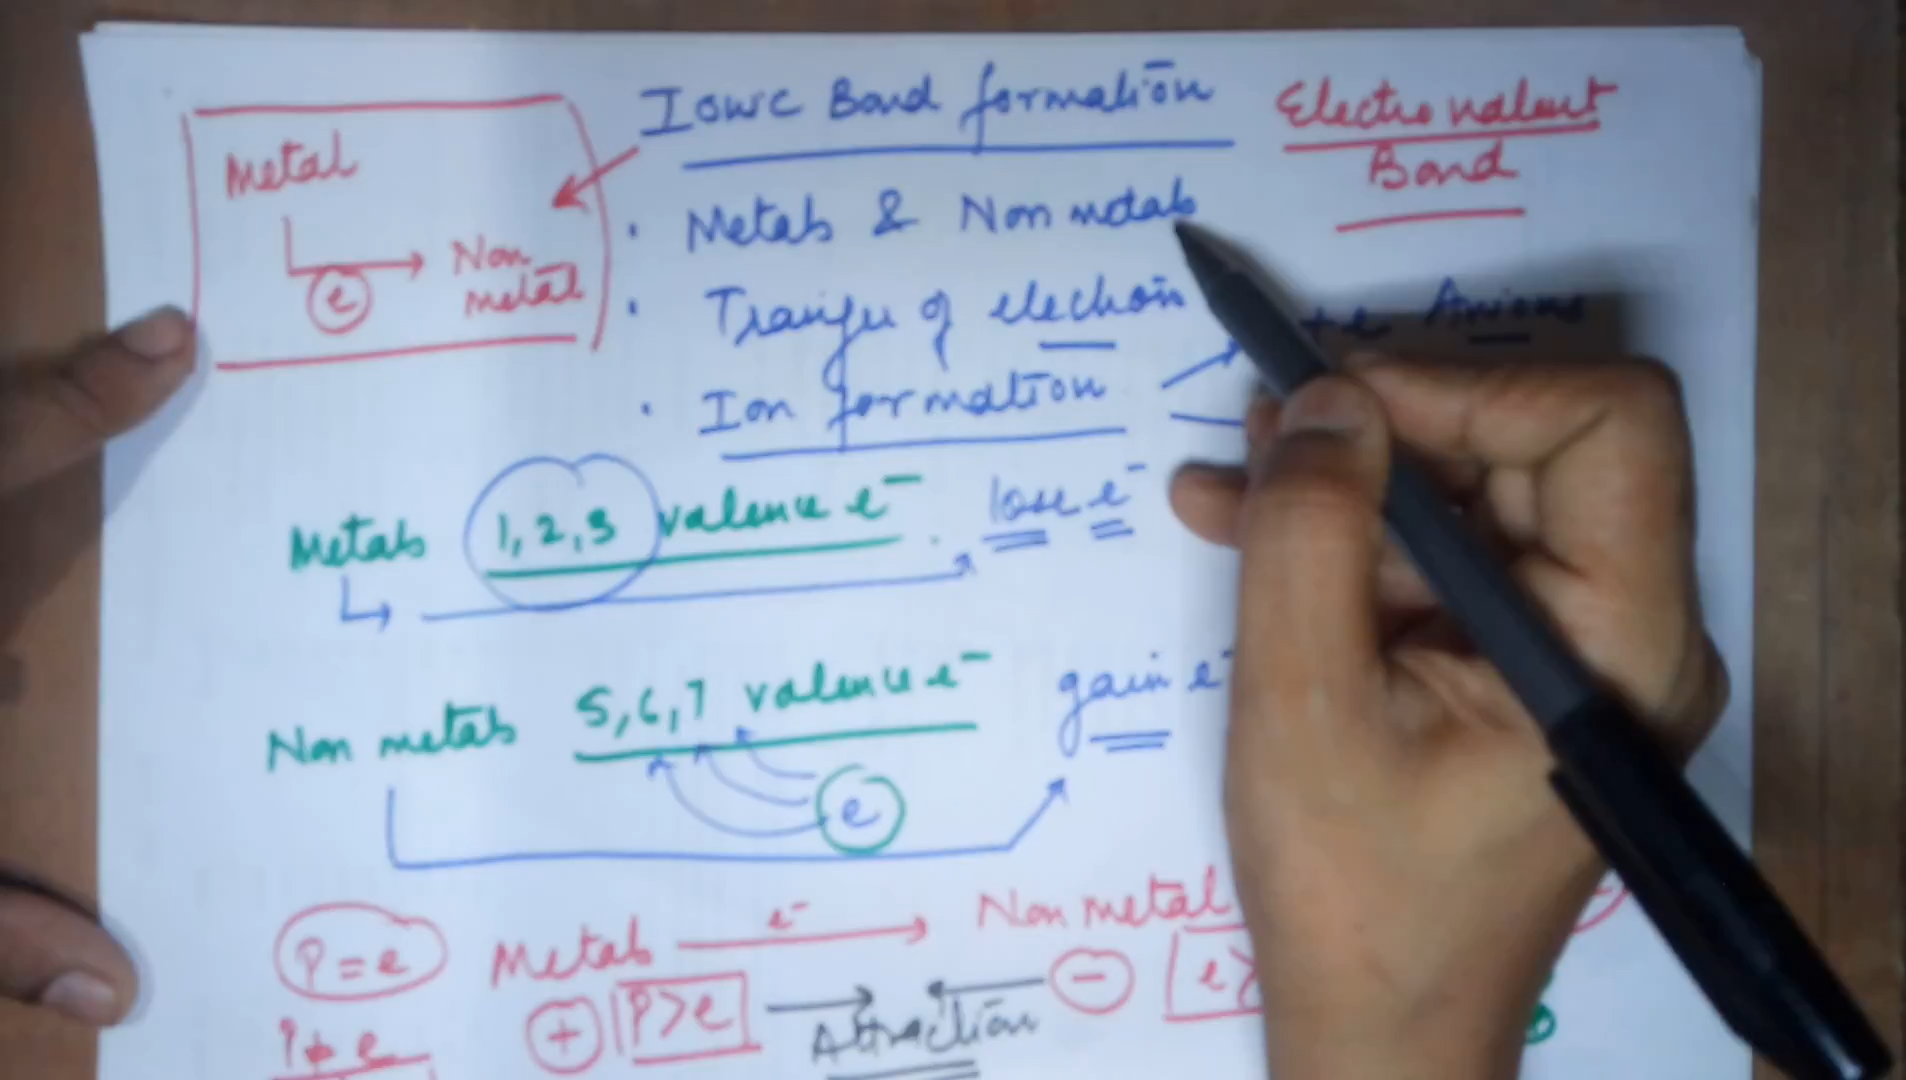 Ionic Bond formation
Electrovalent
Bond
Metal
e
Non
metal
. Metals & Non metals
. Transfer of electrons
Anions
. Ion formation
Metals 1, 2, 3 valence e⁻ . lose e⁻
Non metals 5, 6, 7 valence e⁻ gain e⁻
e
P = e
Metals e⁻ Non metal
+ P > e Attraction - e >
P ≠ e